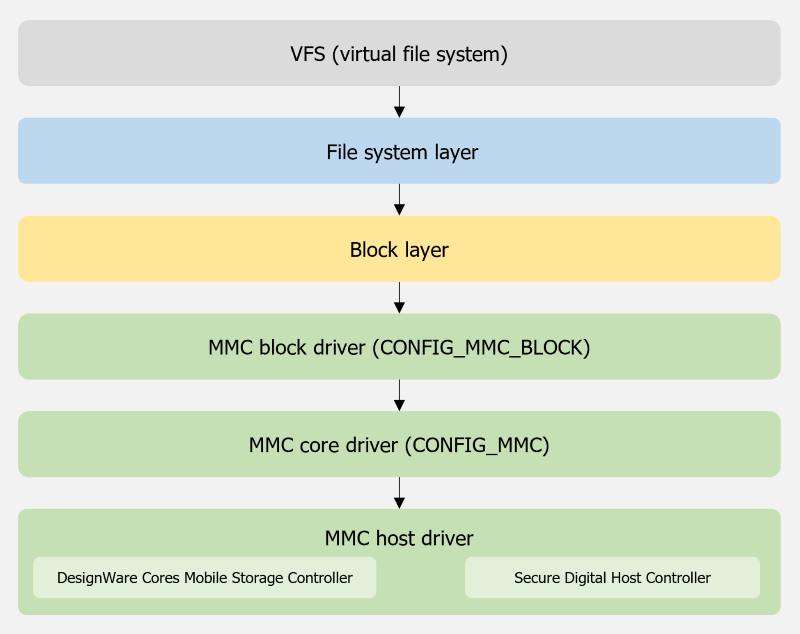 VFS (virtual file system)
File system layer
Block layer
MMC block driver (CONFIG_MMC_BLOCK)
MMC core driver (CONFIG_MMC)
MMC host driver
DesignWare Cores Mobile Storage Controller
Secure Digital Host Controller